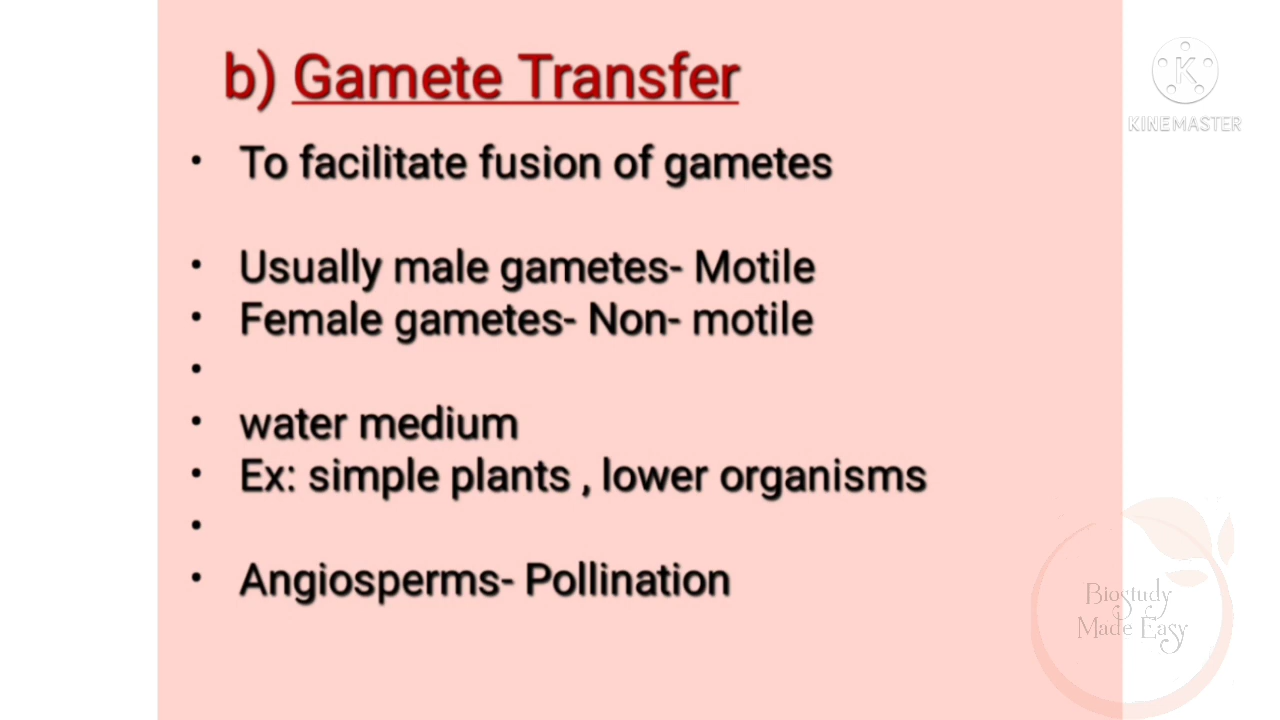 b) Gamete Transfer
• To facilitate fusion of gametes
• Usually male gametes- Motile
• Female gametes- Non- motile
•
• water medium
• Ex: simple plants , lower organisms
•
• Angiosperms- Pollination
K
KINEMASTER
Biostudy
Made Easy